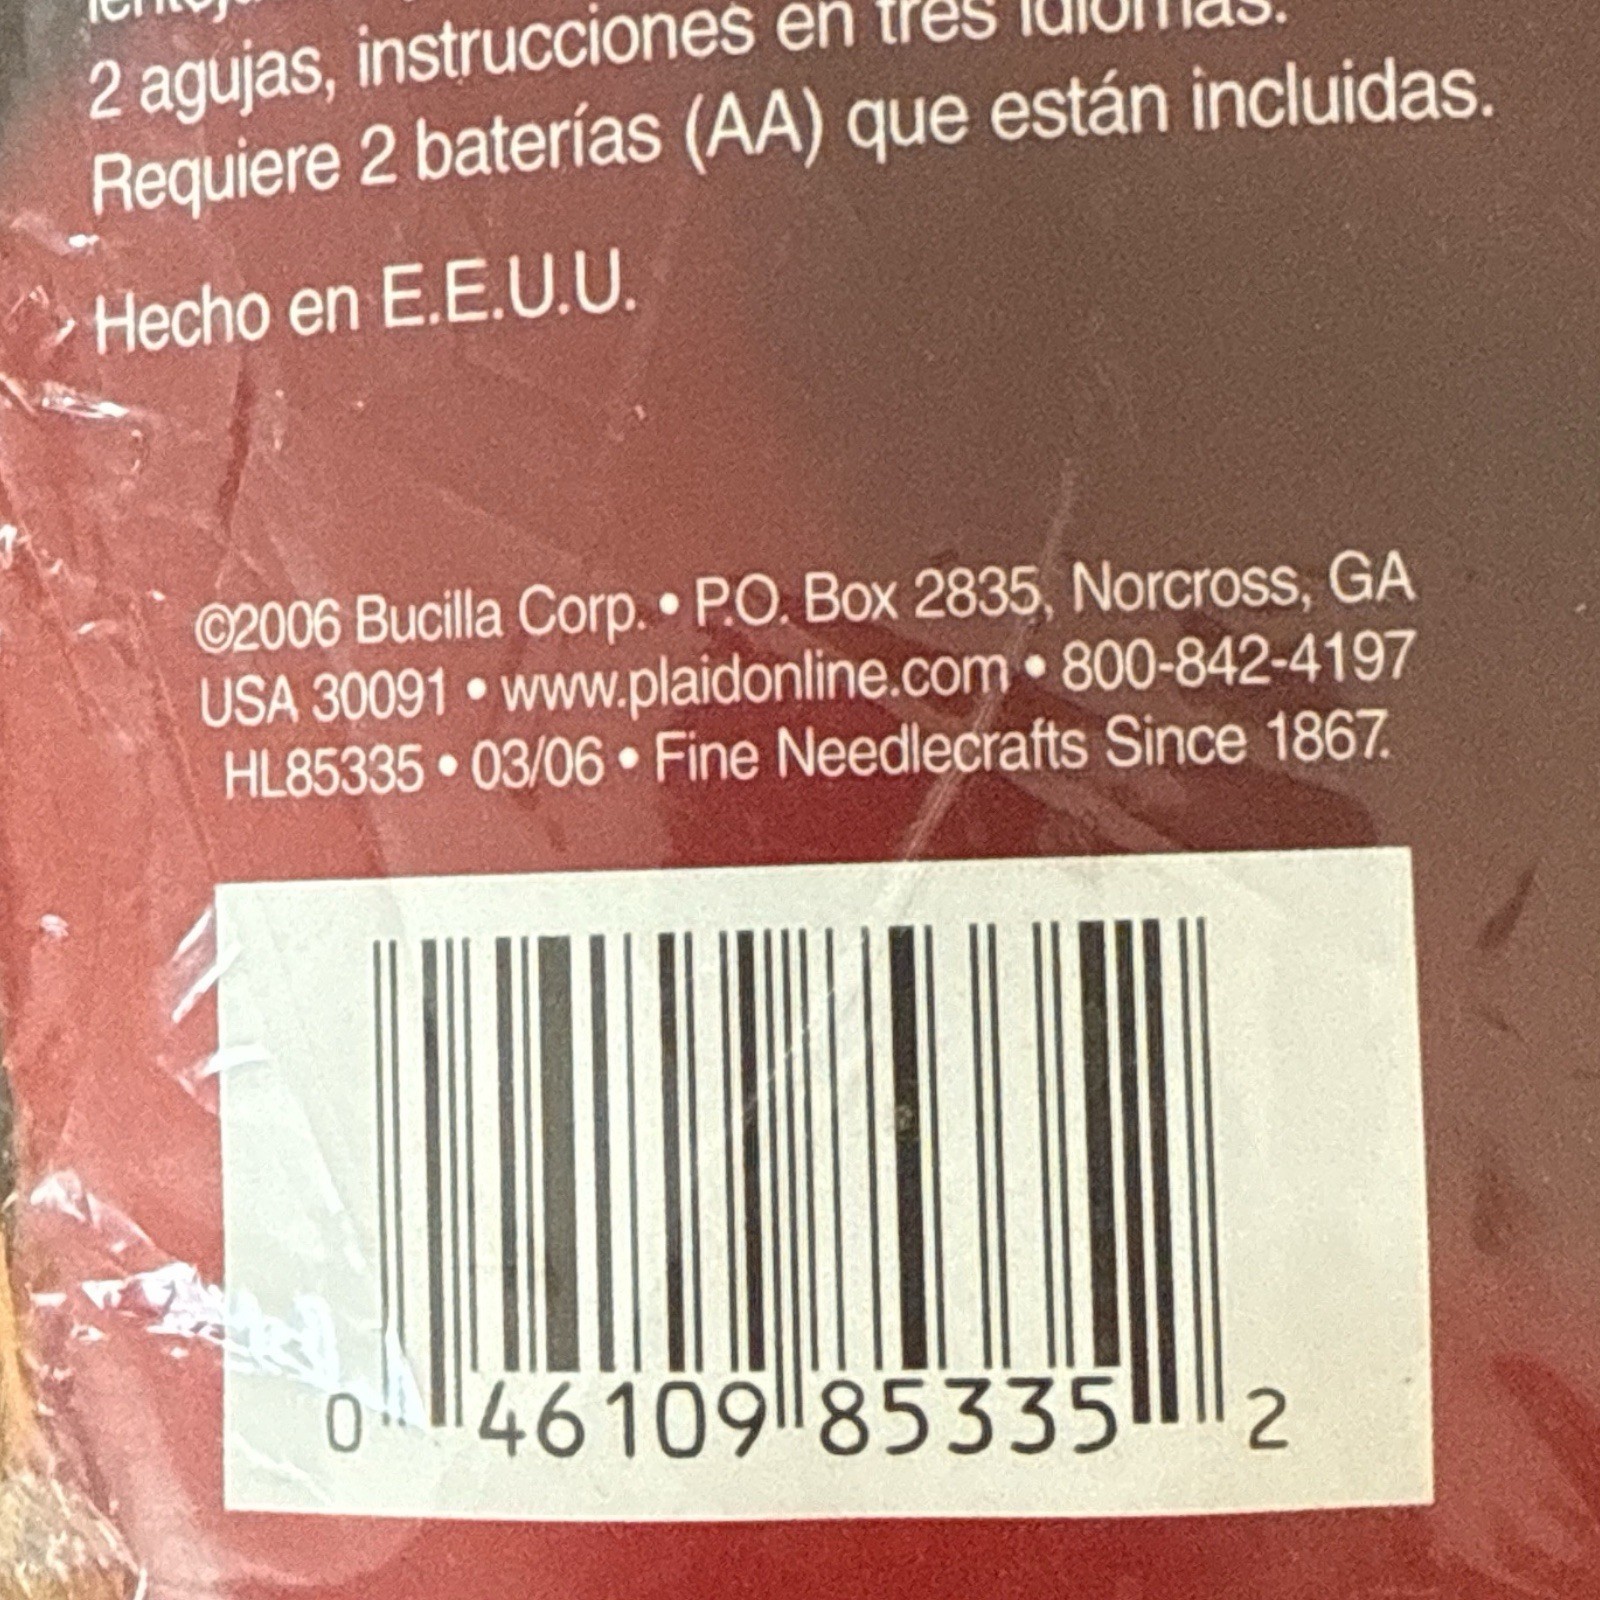 2 agujas, instrucciones en tres idiomas.
Requiere 2 baterías (AA) que están incluidas.
Hecho en E.E.U.U.
©2006 Bucilla Corp. • P.O. Box 2835, Norcross, GA
USA 30091 • www.plaidonline.com • 800-842-4197
HL85335 • 03/06 • Fine Needlecrafts Since 1867.
0 46109 85335 2